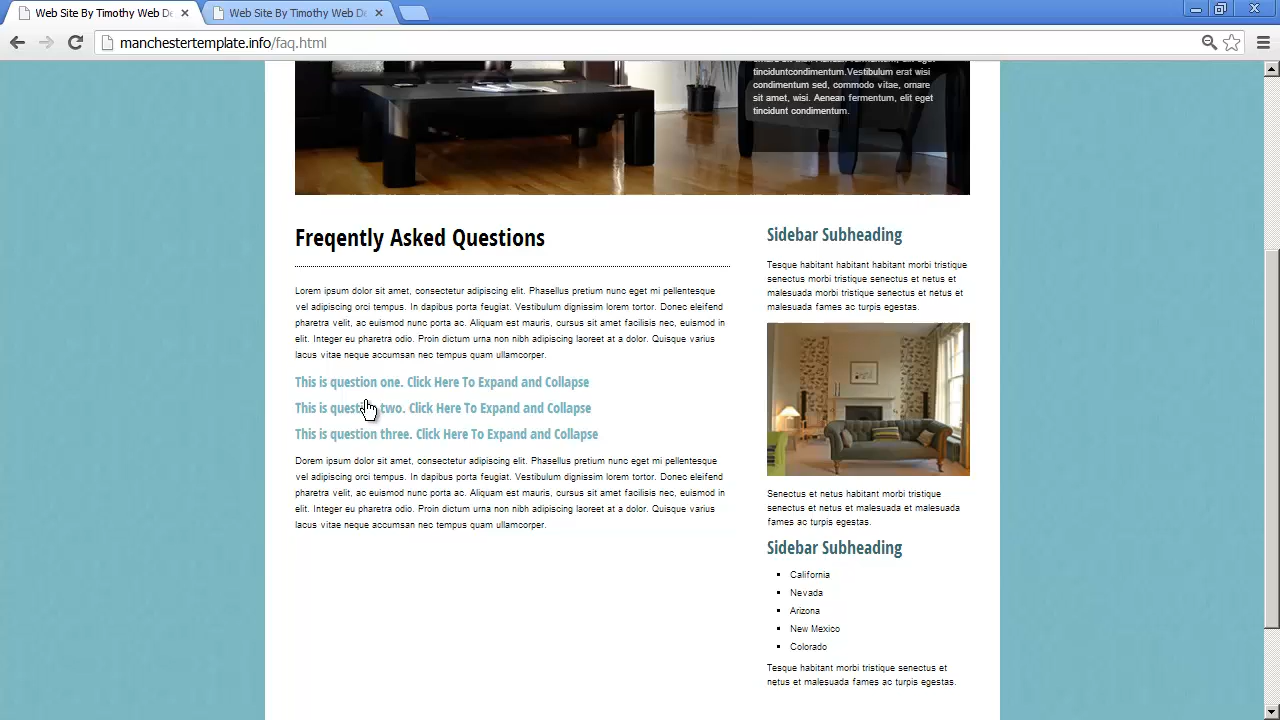 Web Site By Timothy Web De
Web Site By Timothy Web D
manchestertemplate.info/faq.html
tinciduntcondimentum.Vestibulum erat wisi
condimentum sed, commodo vitae, ornare
sit amet, wisi. Aenean fermentum, elit eget
tincidunt condimentum.
Freqently Asked Questions
Lorem ipsum dolor sit amet, consectetur adipiscing elit. Phasellus pretium nunc eget mi pellentesque
vel adipiscing orci tempus. In dapibus porta feugiat. Vestibulum dignissim lorem tortor. Donec eleifend
pharetra velit, ac euismod nunc porta ac. Aliquam est mauris, cursus sit amet facilisis nec, euismod in
elit. Integer eu pharetra odio. Proin dictum urna non nibh adipiscing laoreet at a dolor. Quisque varius
lacus vitae neque accumsan nec tempus quam ullamcorper.
This is question one. Click Here To Expand and Collapse
This is question two. Click Here To Expand and Collapse
This is question three. Click Here To Expand and Collapse
Dorem ipsum dolor sit amet, consectetur adipiscing elit. Phasellus pretium nunc eget mi pellentesque
vel adipiscing orci tempus. In dapibus porta feugiat. Vestibulum dignissim lorem tortor. Donec eleifend
pharetra velit, ac euismod nunc porta ac. Aliquam est mauris, cursus sit amet facilisis nec, euismod in
elit. Integer eu pharetra odio. Proin dictum urna non nibh adipiscing laoreet at a dolor. Quisque varius
lacus vitae neque accumsan nec tempus quam ullamcorper.
Sidebar Subheading
Tesque habitant habitant habitant morbi tristique
senectus morbi tristique senectus et netus et
malesuada morbi tristique senectus et netus et
malesuada fames ac turpis egestas.
Senectus et netus habitant morbi tristique
senectus et netus et malesuada et malesuada
fames ac turpis egestas.
Sidebar Subheading
California
Nevada
Arizona
New Mexico
Colorado
Tesque habitant morbi tristique senectus et
netus et malesuada fames ac turpis egestas.